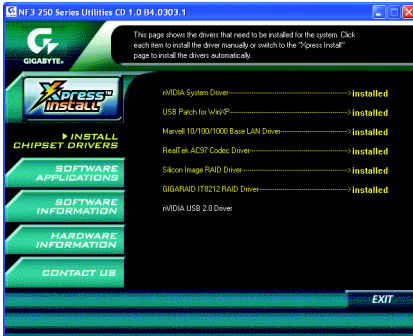 NF3 250 Series Utilities CD 1.0 B4.0303.1
This page shows the drivers that need to be installed for the system. Click
each item to install the driver manually or switch to the "Xpress Install"
page to install the drivers automatically.
GIGABYTE
Xpress™
INSTALL
INSTALL
CHIPSET DRIVERS
SOFTWARE
APPLICATIONS
SOFTWARE
INFORMATION
HARDWARE
INFORMATION
CONTACT US
nVIDIA System Driver------>installed
USB Patch for WinXP------>installed
Marvell 10/100/1000 Base LAN Driver------>installed
RealTek AC97 Codec Driver------>installed
Silicon Image RAID Driver------>installed
GIGARAID IT8212 RAID Driver------>installed
nVIDIA USB 2.0 Driver
EXIT